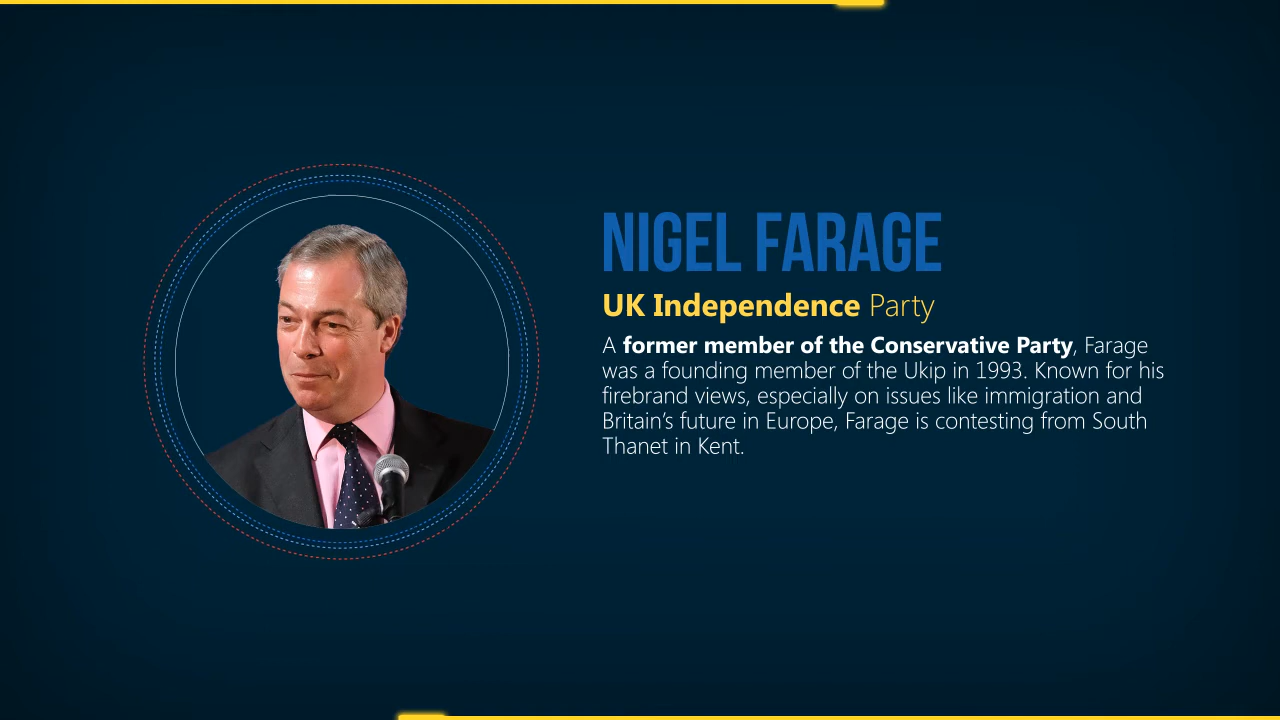 NIGEL FARAGE
UK Independence Party
A former member of the Conservative Party, Farage
was a founding member of the Ukip in 1993. Known for his
firebrand views, especially on issues like immigration and
Britain's future in Europe, Farage is contesting from South
Thanet in Kent.